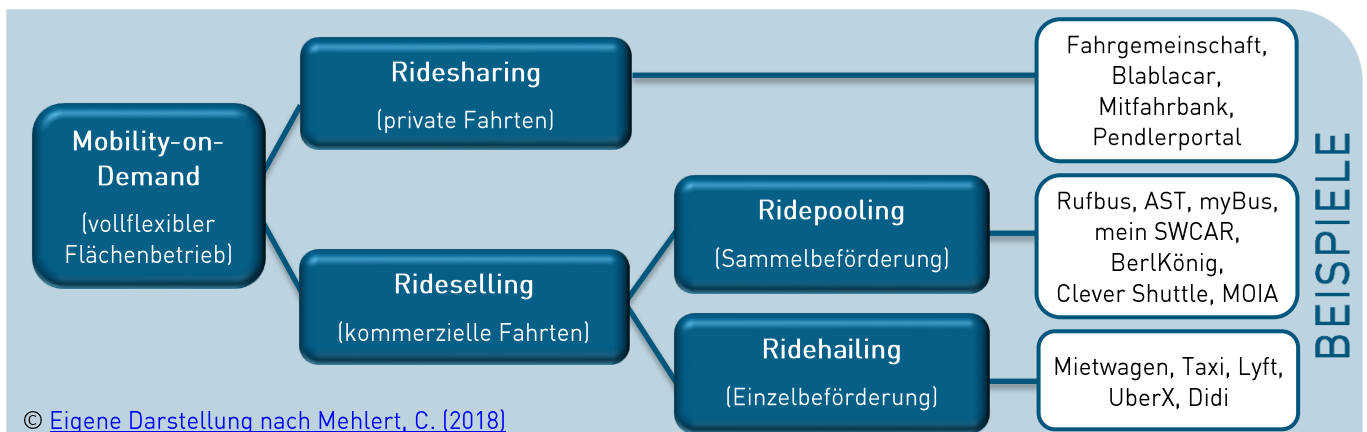 Mobility-on-
Demand
(vollflexibler
Flächenbetrieb)
Ridesharing
(private Fahrten)
Fahrgemeinschaft,
Blablacar,
Mitfahrbank,
Pendlerportal
Rideselling
(kommerzielle Fahrten)
Ridepooling
(Sammelbeförderung)
Rufbus, AST, myBus,
mein SWCAR,
BerlKönig,
Clever Shuttle, MOIA
Ridehailing
(Einzelbeförderung)
Mietwagen, Taxi, Lyft,
UberX, Didi
BEISPIELE
© Eigene Darstellung nach Mehlert, C. (2018)